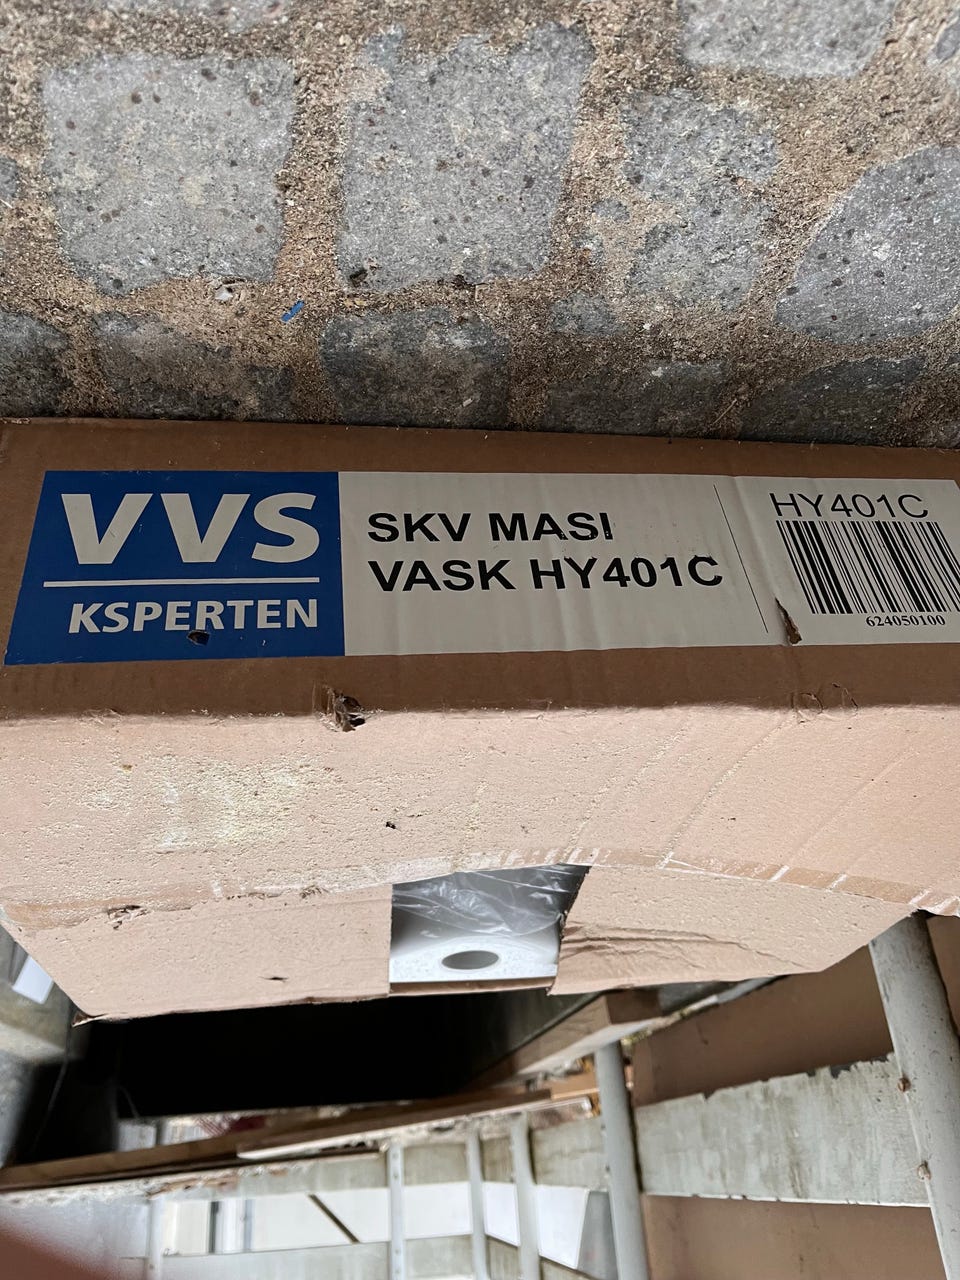 VVS
KSPERTEN
SKV MASI
VASK HY401C
HY401C
624050100